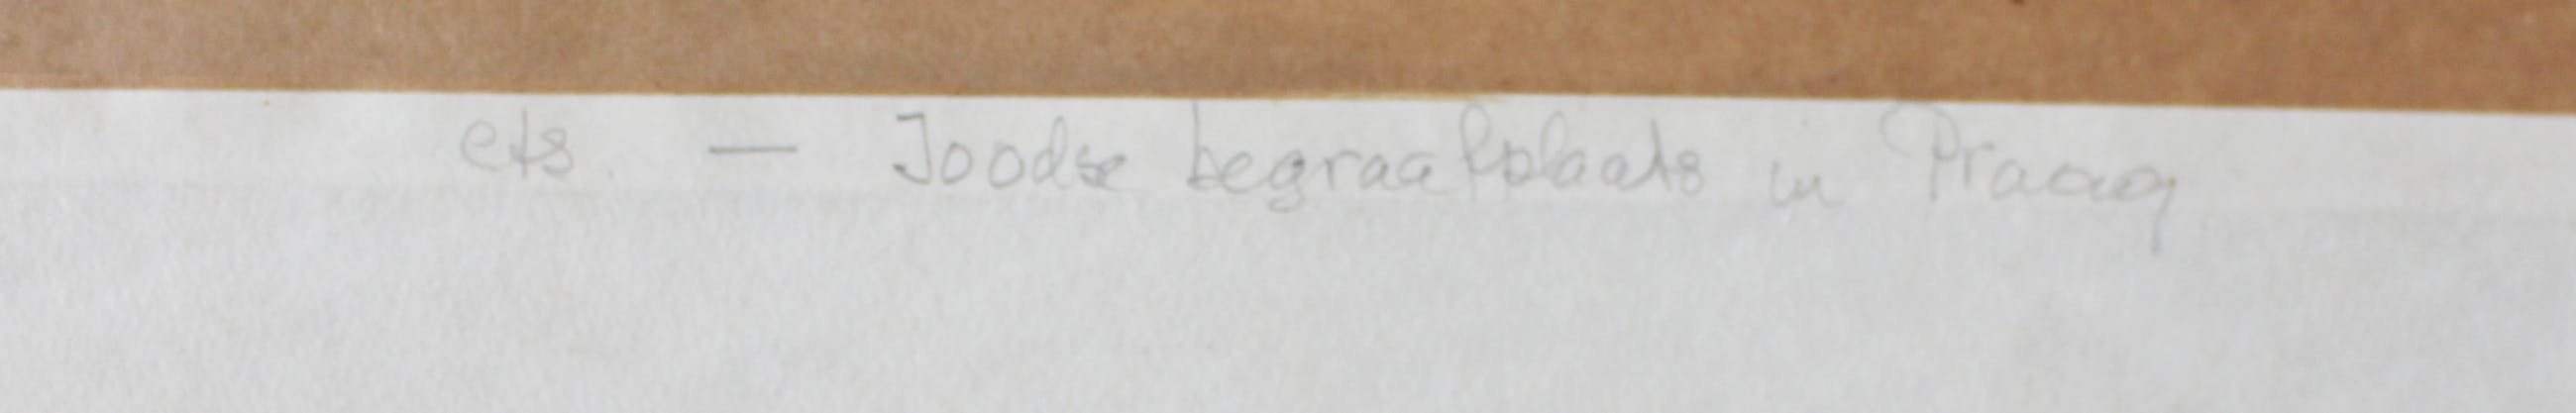 ets. — Joodse begraafplaats in Praag